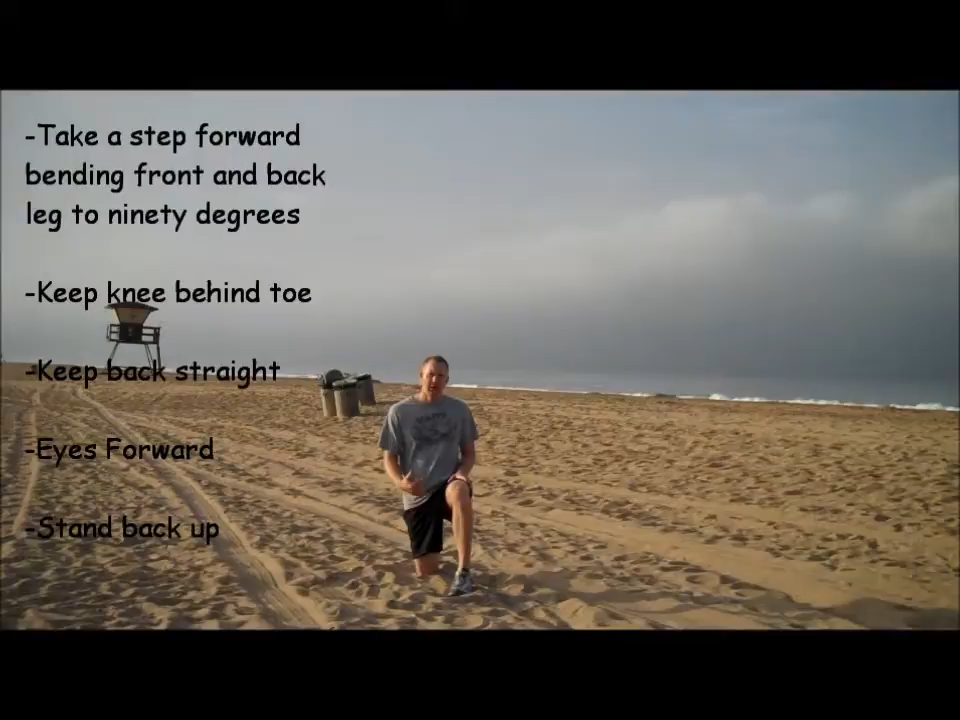 -Take a step forward
bending front and back
leg to ninety degrees
-Keep knee behind toe
-Keep back straight
-Eyes Forward
-Stand back up